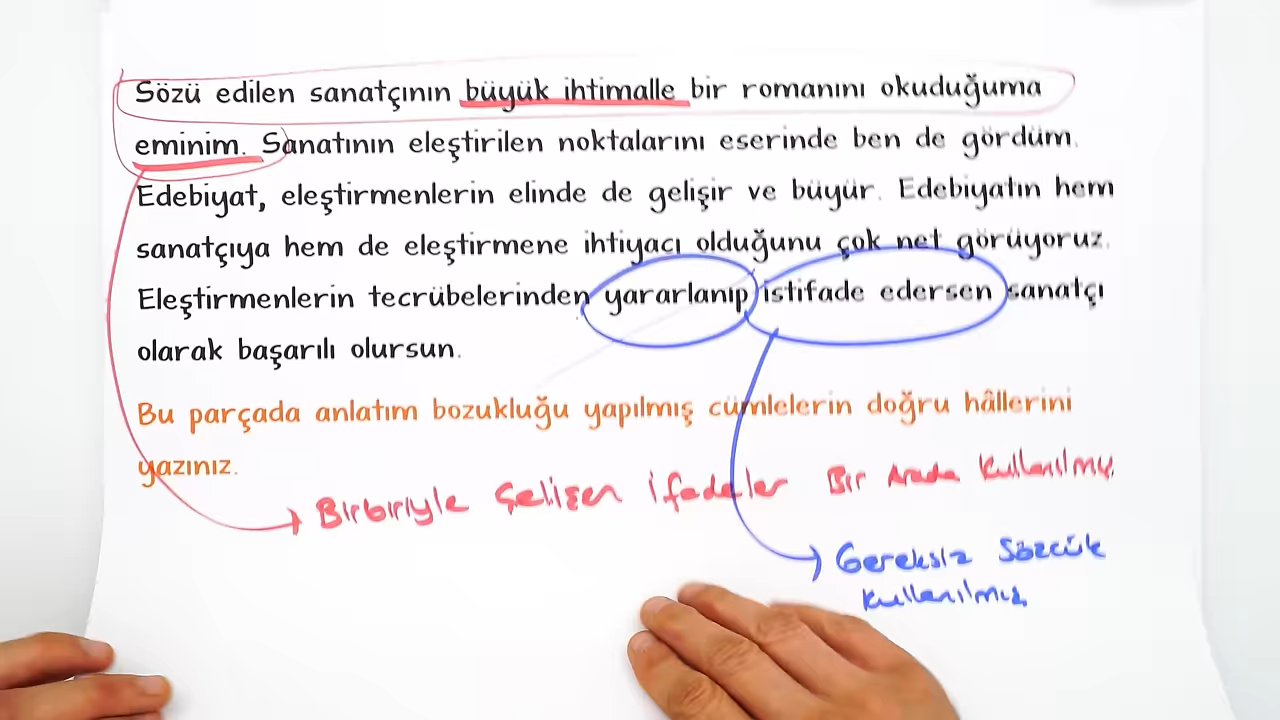 Sözü edilen sanatçının büyük ihtimalle bir romanını okuduğuma
eminim. Sanatının eleştirilen noktalarını eserinde ben de gördüm.
Edebiyat, eleştirmenlerin elinde de gelişir ve büyür. Edebiyatın hem
sanatçıya hem de eleştirmene ihtiyacı olduğunu çok net görüyoruz.
Eleştirmenlerin tecrübelerinden yararlanıp istifade edersen sanatçı
olarak başarılı olursun.
Bu parçada anlatım bozukluğu yapılmış cümlelerin doğru hâllerini
yazınız.
Birbiriyle Çelişen İfadeler Bir Arada Kullanılmış.
Gereksiz Sözcük
Kullanılmış